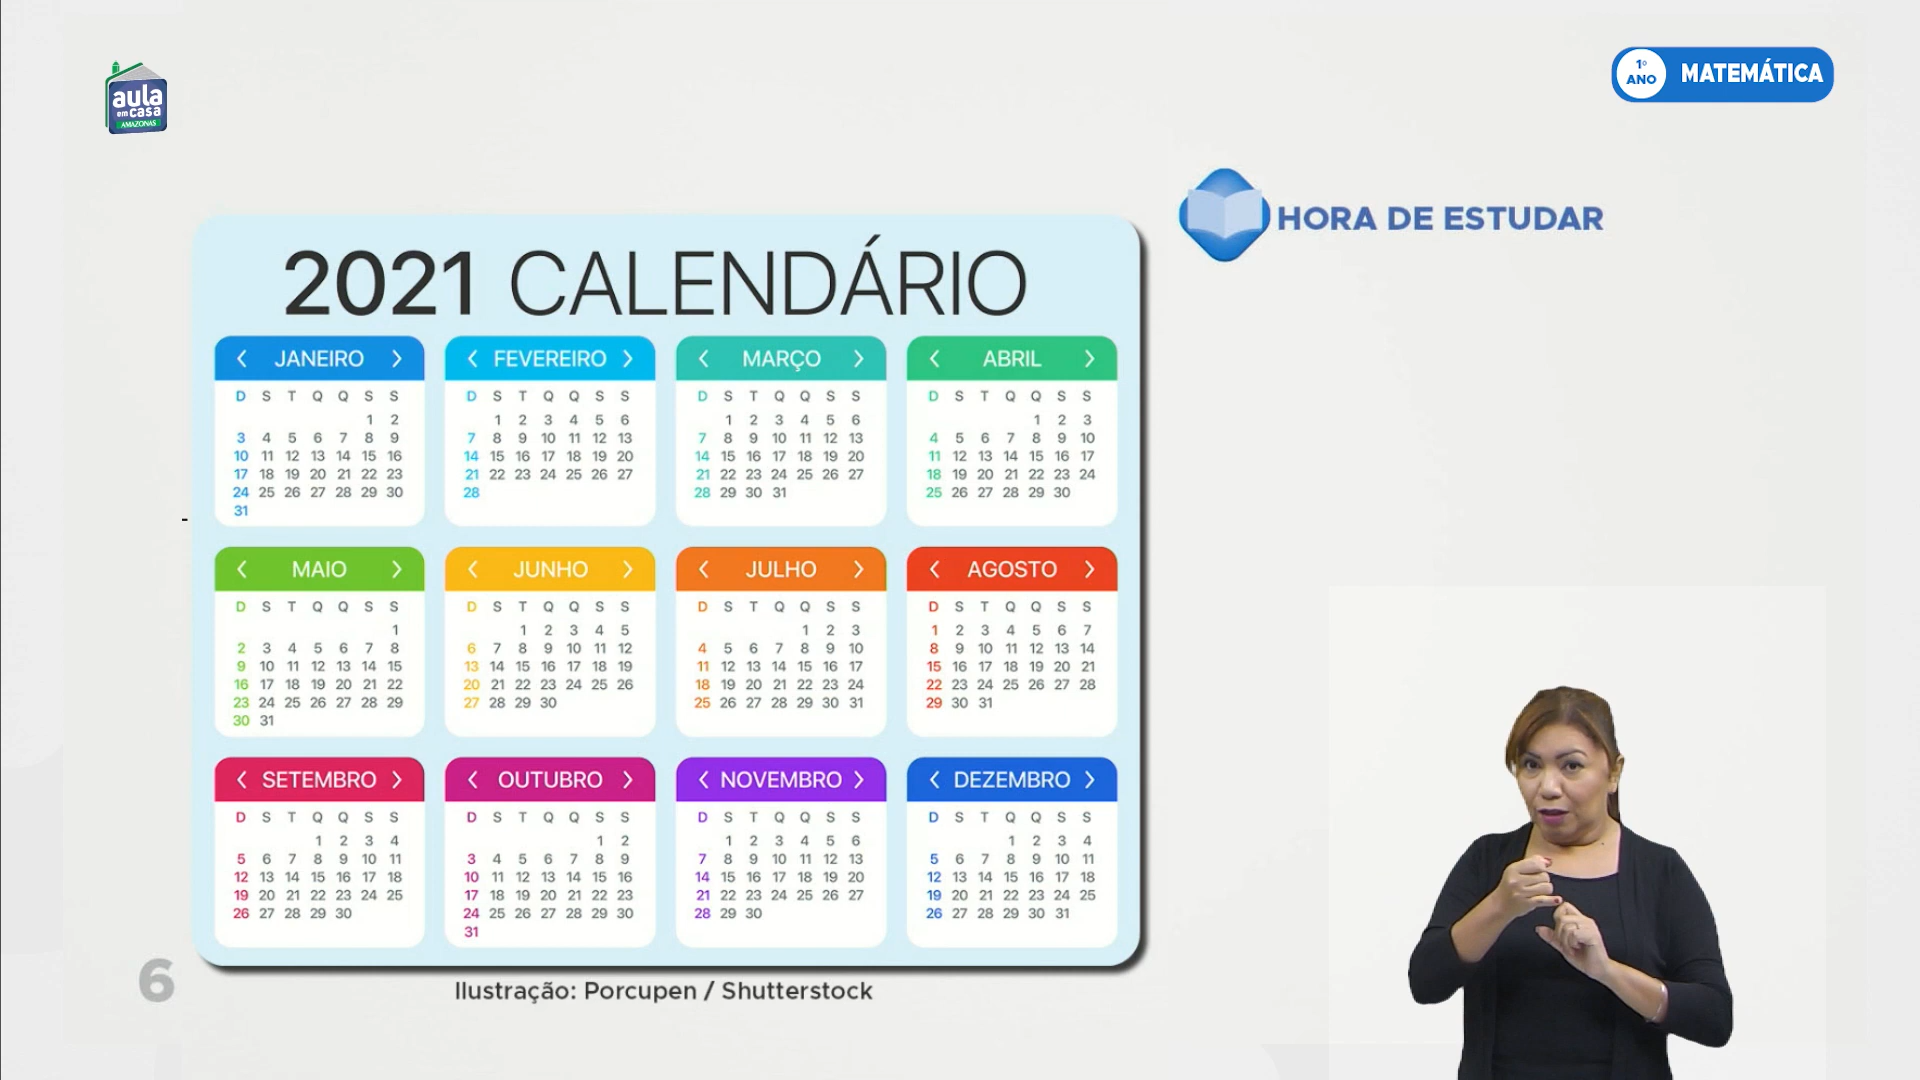 aula
em casa
AMAZONAS
1º
ANO
MATEMÁTICA
HORA DE ESTUDAR
2021 CALENDÁRIO
JANEIRO
D S T Q Q S S
1 2
3 4 5 6 7 8 9
10 11 12 13 14 15 16
17 18 19 20 21 22 23
24 25 26 27 28 29 30
31
FEVEREIRO
D S T Q Q S S
1 2 3 4 5 6
7 8 9 10 11 12 13
14 15 16 17 18 19 20
21 22 23 24 25 26 27
28
MARÇO
D S T Q Q S S
1 2 3 4 5 6
7 8 9 10 11 12 13
14 15 16 17 18 19 20
21 22 23 24 25 26 27
28 29 30 31
ABRIL
D S T Q Q S S
1 2 3
4 5 6 7 8 9 10
11 12 13 14 15 16 17
18 19 20 21 22 23 24
25 26 27 28 29 30
MAIO
D S T Q Q S S
1
2 3 4 5 6 7 8
9 10 11 12 13 14 15
16 17 18 19 20 21 22
23 24 25 26 27 28 29
30 31
JUNHO
D S T Q Q S S
1 2 3 4 5
6 7 8 9 10 11 12
13 14 15 16 17 18 19
20 21 22 23 24 25 26
27 28 29 30
JULHO
D S T Q Q S S
1 2 3
4 5 6 7 8 9 10
11 12 13 14 15 16 17
18 19 20 21 22 23 24
25 26 27 28 29 30 31
AGOSTO
D S T Q Q S S
1 2 3 4 5 6 7
8 9 10 11 12 13 14
15 16 17 18 19 20 21
22 23 24 25 26 27 28
29 30 31
SETEMBRO
D S T Q Q S S
1 2 3 4
5 6 7 8 9 10 11
12 13 14 15 16 17 18
19 20 21 22 23 24 25
26 27 28 29 30
OUTUBRO
D S T Q Q S S
1 2
3 4 5 6 7 8 9
10 11 12 13 14 15 16
17 18 19 20 21 22 23
24 25 26 27 28 29 30
31
NOVEMBRO
D S T Q Q S S
1 2 3 4 5 6
7 8 9 10 11 12 13
14 15 16 17 18 19 20
21 22 23 24 25 26 27
28 29 30
DEZEMBRO
D S T Q Q S S
1 2 3 4
5 6 7 8 9 10 11
12 13 14 15 16 17 18
19 20 21 22 23 24 25
26 27 28 29 30 31
6
Ilustração: Porcupen / Shutterstock